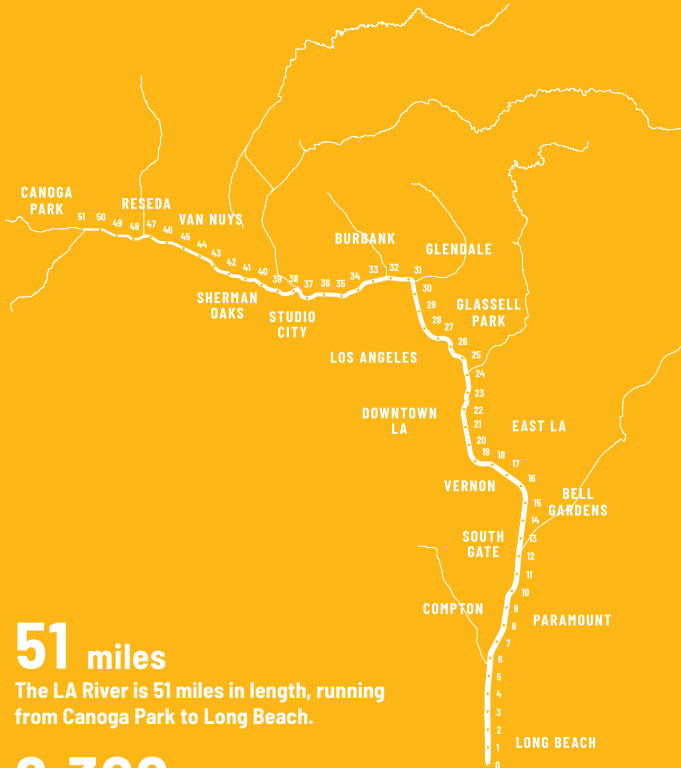 CANOGA
PARK
RESEDA
VAN NUYS
51
50
49
48
47
46
45
44
43
42
41
40
39
38
37
36
35
34
33
32
31
BURBANK
GLENDALE
SHERMAN
OAKS
STUDIO
CITY
30
29
28
27
26
25
24
23
22
21
20
19
18
17
16
15
14
13
12
11
10
9
8
7
6
5
4
3
2
1
0
GLASSELL
PARK
LOS ANGELES
DOWNTOWN
LA
EAST LA
VERNON
BELL
GARDENS
SOUTH
GATE
COMPTON
PARAMOUNT
LONG BEACH
51 miles
The LA River is 51 miles in length, running
from Canoga Park to Long Beach.